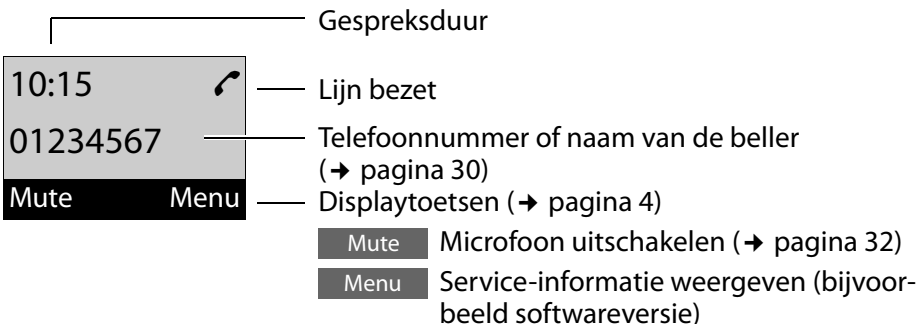 Gespreksduur
10:15
Lijn bezet
01234567
Telefoonnummer of naam van de beller
(➔ pagina 30)
Mute Menu
Displaytoetsen (➔ pagina 4)
Mute Microfoon uitschakelen (➔ pagina 32)
Menu Service-informatie weergeven (bijvoor-
beeld softwareversie)